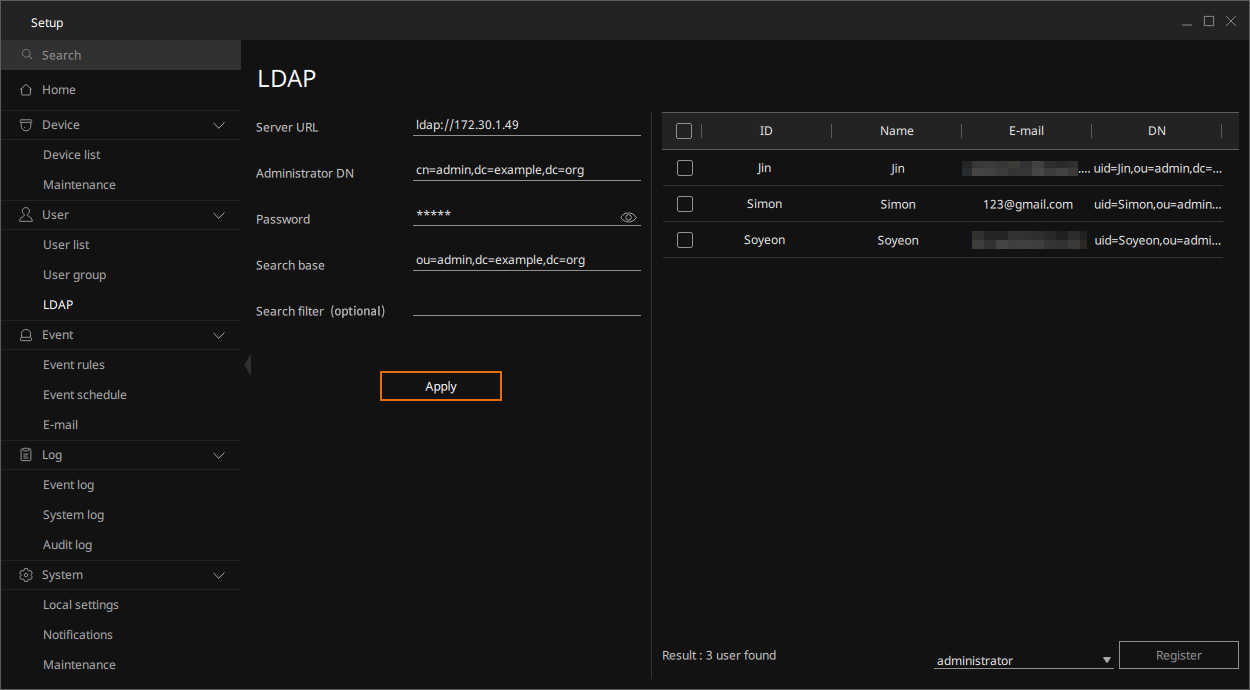 Setup
Search
Home
Device
Device list
Maintenance
User
User list
User group
LDAP
Event
Event rules
Event schedule
E-mail
Log
Event log
System log
Audit log
System
Local settings
Notifications
Maintenance
LDAP
Server URL ldap://172.30.1.49
Administrator DN cn=admin,dc=example,dc=org
Password *****
Search base ou=admin,dc=example,dc=org
Search filter (optional)
Apply
ID Name E-mail DN
Jin Jin .... uid=Jin,ou=admin,dc=...
Simon Simon 123@gmail.com uid=Simon,ou=admin...
Soyeon Soyeon uid=Soyeon,ou=admi...
Result : 3 user found
administrator
Register